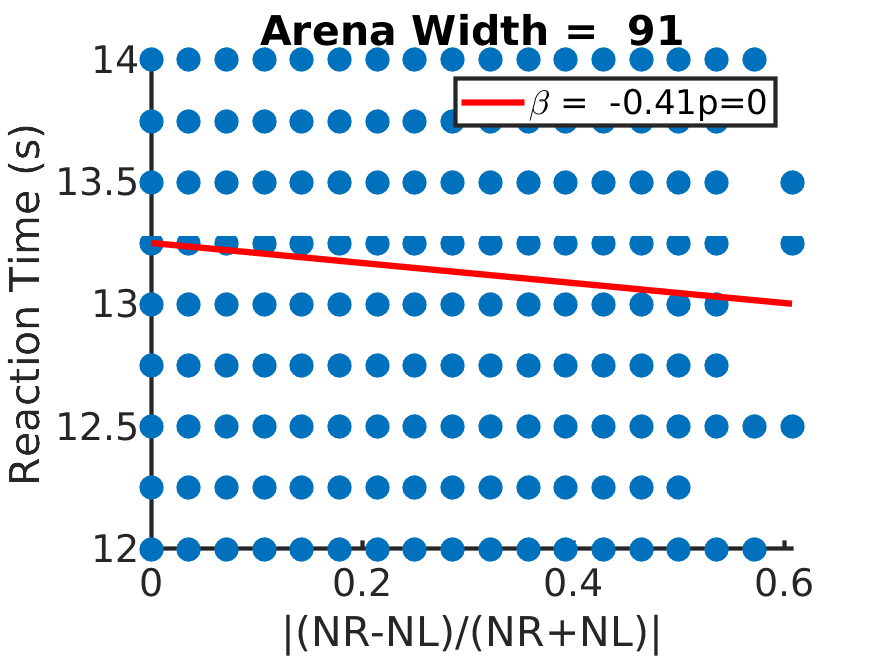 Arena Width =  91
β =  -0.41p=0
Reaction Time (s)
14
13.5
13
12.5
12
0 0.2 0.4 0.6
|(NR-NL)/(NR+NL)|